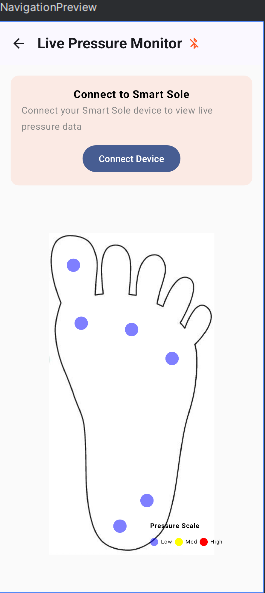 NavigationPreview
Live Pressure Monitor
Connect to Smart Sole
Connect your Smart Sole device to view live
pressure data
Connect Device
Pressure Scale
Low Med High